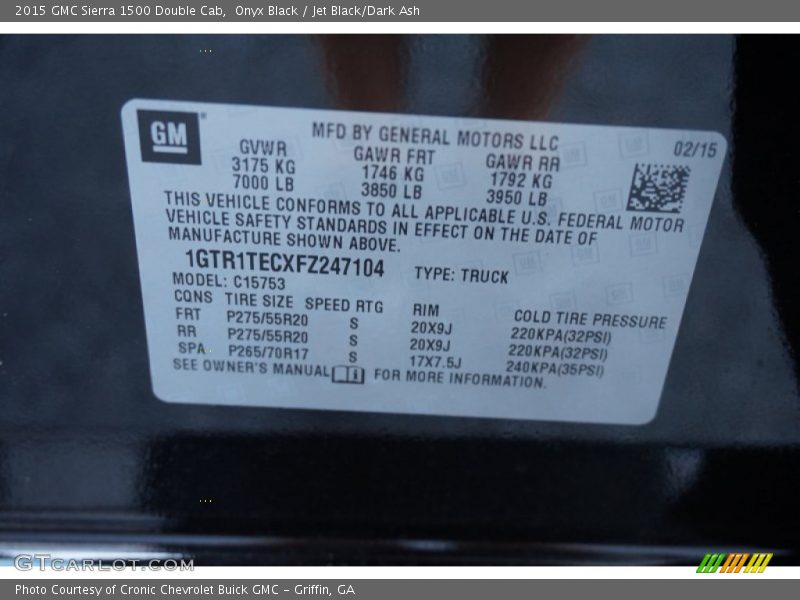 2015 GMC Sierra 1500 Double Cab,  Onyx Black / Jet Black/Dark Ash
GM
MFD BY GENERAL MOTORS LLC
02/15
GVWR GAWR FRT GAWR RR
3175 KG 1746 KG 1792 KG
7000 LB 3850 LB 3950 LB
THIS VEHICLE CONFORMS TO ALL APPLICABLE U.S. FEDERAL MOTOR
VEHICLE SAFETY STANDARDS IN EFFECT ON THE DATE OF
MANUFACTURE SHOWN ABOVE.
1GTR1TECXFZ247104 TYPE: TRUCK
MODEL: C15753
CQNS TIRE SIZE SPEED RTG RIM COLD TIRE PRESSURE
FRT P275/55R20 S 20X9J 220KPA(32PSI)
RR P275/55R20 S 20X9J 220KPA(32PSI)
SPA P265/70R17 S 17X7.5J 240KPA(35PSI)
SEE OWNER'S MANUAL FOR MORE INFORMATION.
GTCARLOT.COM
Photo Courtesy of Cronic Chevrolet Buick GMC - Griffin, GA